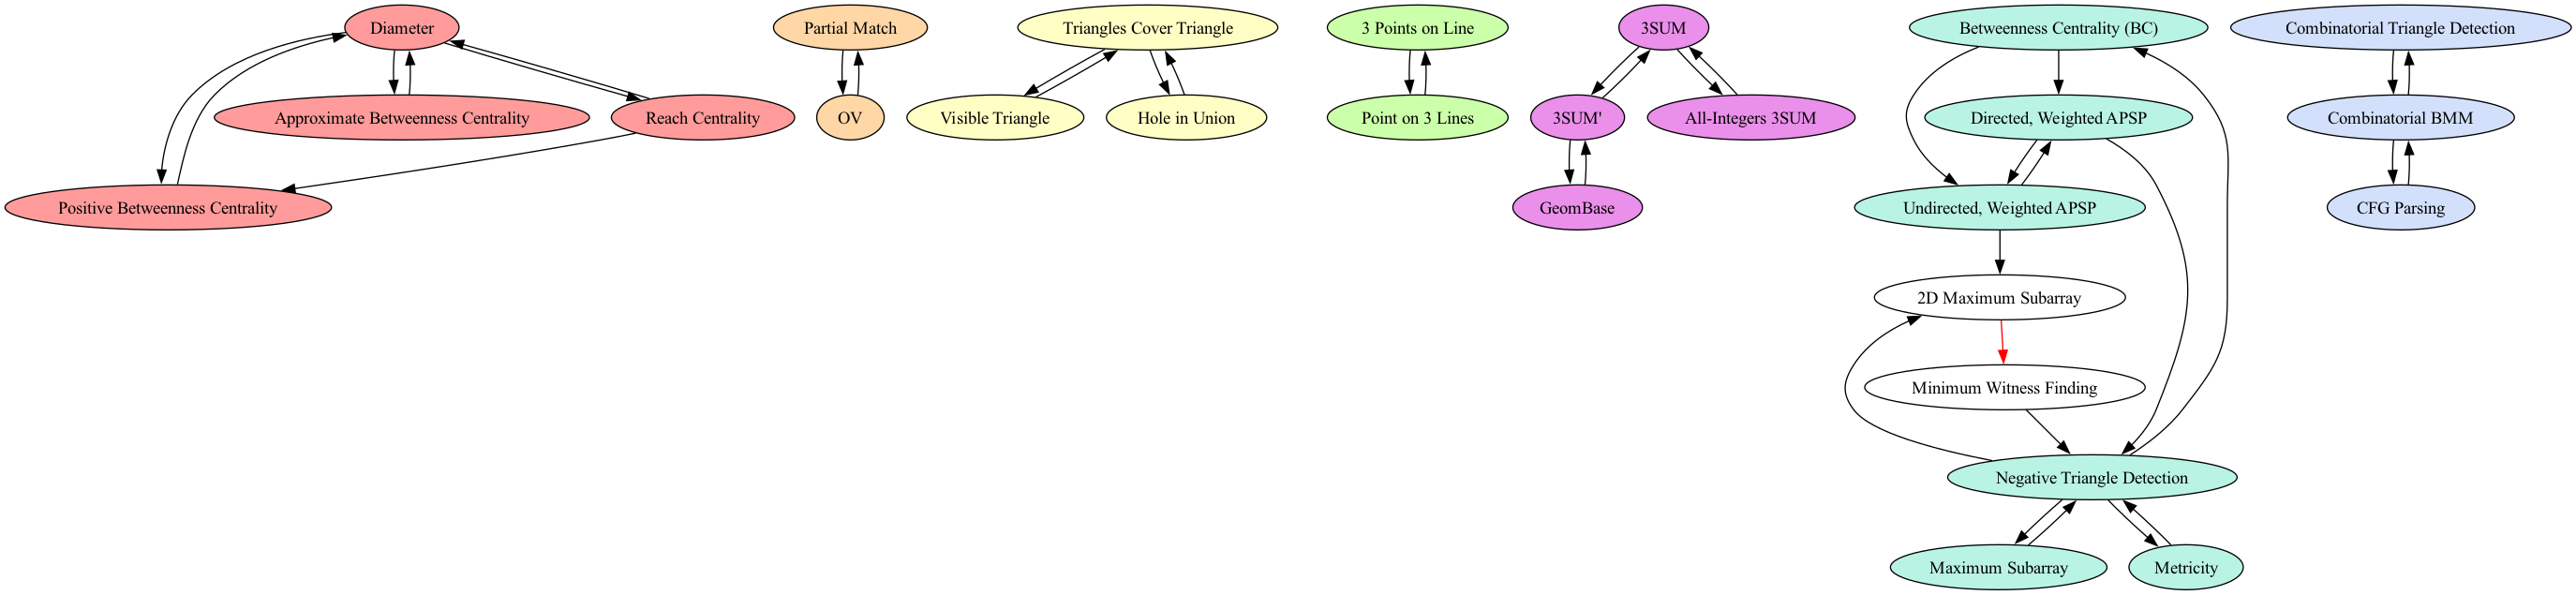 Diameter
Partial Match
Triangles Cover Triangle
3 Points on Line
3SUM
Betweenness Centrality (BC)
Combinatorial Triangle Detection
Approximate Betweenness Centrality
Reach Centrality
OV
Visible Triangle
Hole in Union
Point on 3 Lines
3SUM'
All-Integers 3SUM
Directed, Weighted APSP
Combinatorial BMM
Positive Betweenness Centrality
GeomBase
Undirected, Weighted APSP
CFG Parsing
2D Maximum Subarray
Minimum Witness Finding
Negative Triangle Detection
Maximum Subarray
Metricity